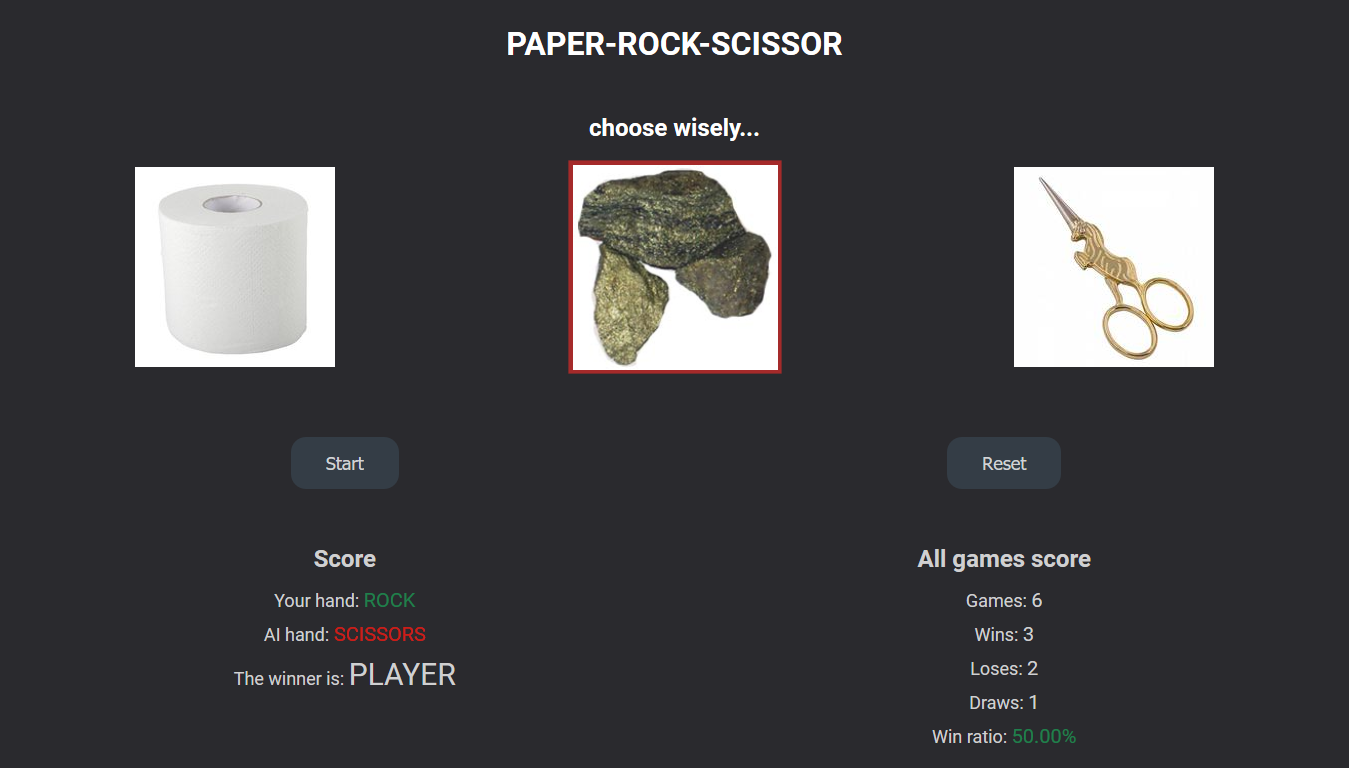 PAPER-ROCK-SCISSOR
choose wisely...
Start
Reset
Score
Your hand: ROCK
AI hand: SCISSORS
The winner is: PLAYER
All games score
Games: 6
Wins: 3
Loses: 2
Draws: 1
Win ratio: 50.00%